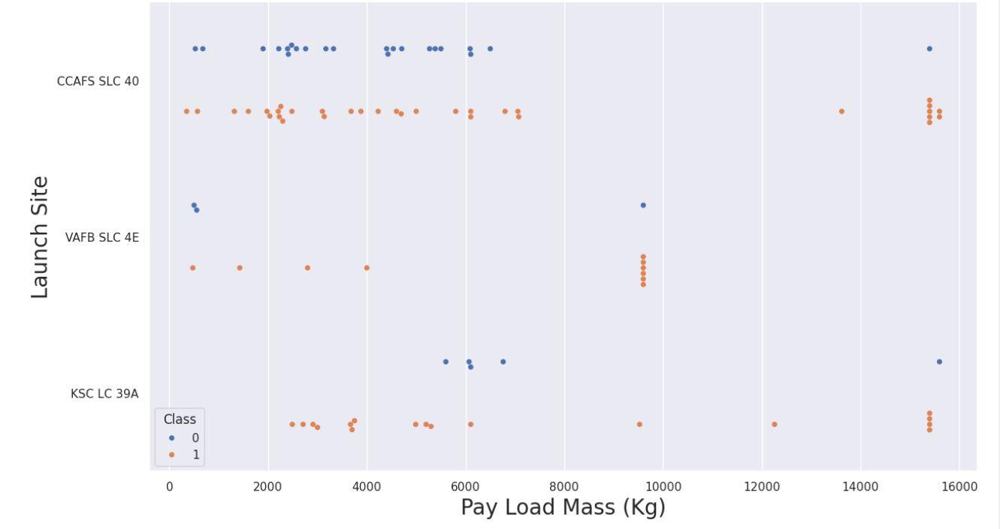 CCAFS SLC 40
VAFB SLC 4E
KSC LC 39A
Launch Site
Class
0
1
0 2000 4000 6000 8000 10000 12000 14000 16000
Pay Load Mass (Kg)